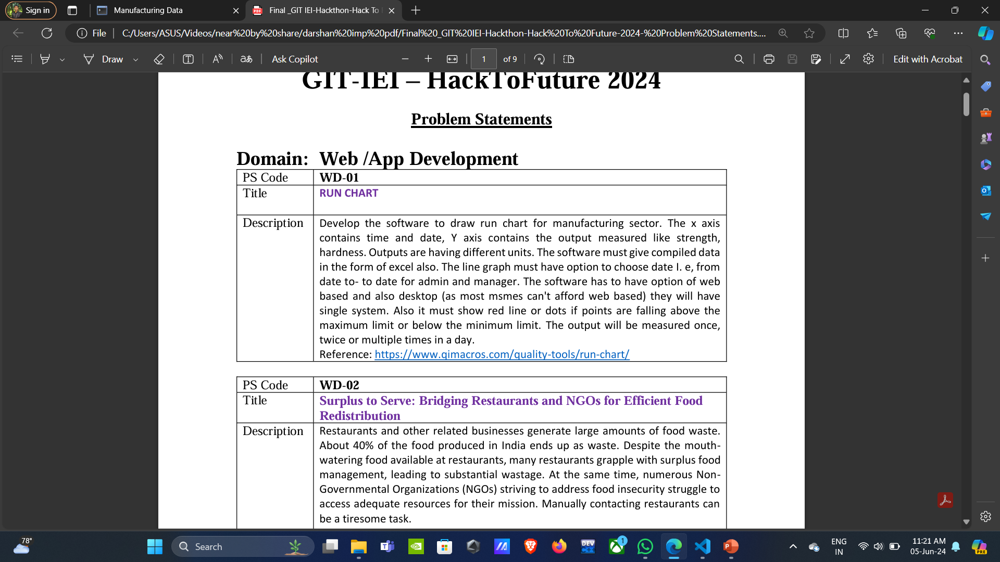 Sign in
Manufacturing Data
Final _GIT IEI-Hackthon-Hack To
File
C:/Users/ASUS/Videos/near%20by%20share/darshan%20imp%20pdf/Final%20_GIT%20IEI-Hackthon-Hack%20To%20Future-2024-%20Problem%20Statements....
Draw
aあ
Ask Copilot
1
of 9
Edit with Acrobat
GIT-IEI – HackToFuture 2024
Problem Statements
Domain: Web /App Development
PS Code WD-01
Title RUN CHART
Description Develop the software to draw run chart for manufacturing sector. The x axis
contains time and date, Y axis contains the output measured like strength,
hardness. Outputs are having different units. The software must give compiled data
in the form of excel also. The line graph must have option to choose date I. e, from
date to- to date for admin and manager. The software has to have option of web
based and also desktop (as most msmes can't afford web based) they will have
single system. Also it must show red line or dots if points are falling above the
maximum limit or below the minimum limit. The output will be measured once,
twice or multiple times in a day.
Reference: https://www.qimacros.com/quality-tools/run-chart/
PS Code WD-02
Title Surplus to Serve: Bridging Restaurants and NGOs for Efficient Food
Redistribution
Description Restaurants and other related businesses generate large amounts of food waste.
About 40% of the food produced in India ends up as waste. Despite the mouth-
watering food available at restaurants, many restaurants grapple with surplus food
management, leading to substantial wastage. At the same time, numerous Non-
Governmental Organizations (NGOs) striving to address food insecurity struggle to
access adequate resources for their mission. Manually contacting restaurants can
be a tiresome task.
78°
Search
DEV
1
ENG
IN
11:21 AM
05-Jun-24
PRE